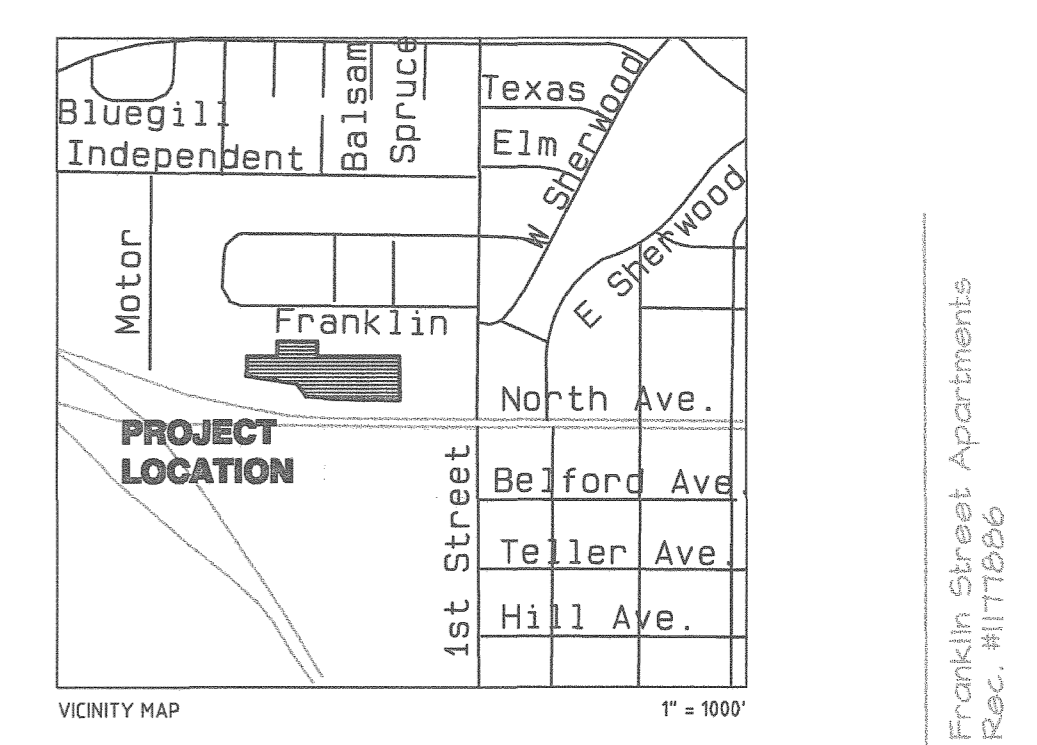 Bluegill
Independent
Balsam
Spruce
Texas
Elm
W Sherwood
E Sherwood
Motor
Franklin
North Ave.
PROJECT
LOCATION
1st Street
Belford Ave.
Teller Ave.
Hill Ave.
VICINITY MAP
1" = 1000'
Franklin Street Apartments
Rec. #1177886